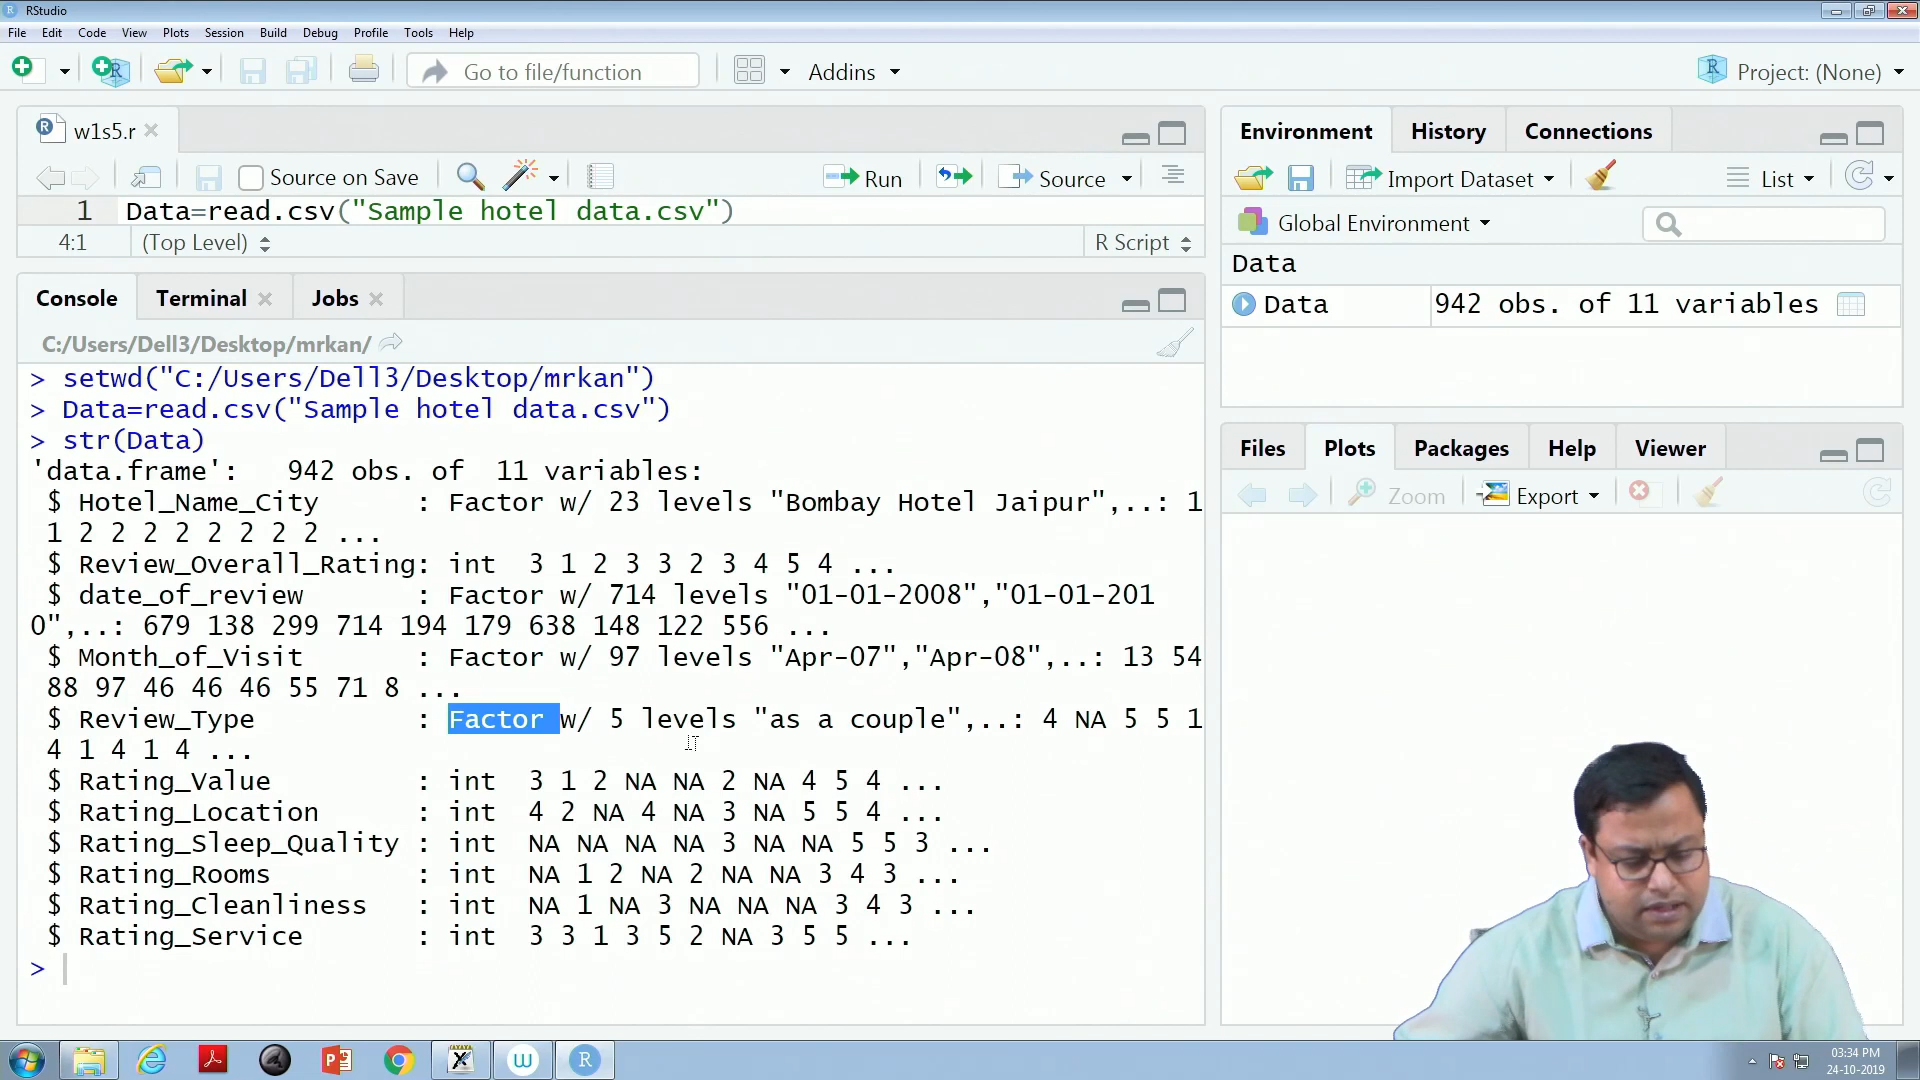 RStudio
File Edit Code View Plots Session Build Debug Profile Tools Help
Go to file/function
Addins
Project: (None)
w1s5.r
Source on Save
Run
Source
1 Data=read.csv("Sample hotel data.csv")
4:1 (Top Level) R Script
Console Terminal Jobs
C:/Users/Dell3/Desktop/mrkan/
> setwd("C:/Users/Dell3/Desktop/mrkan")
> Data=read.csv("Sample hotel data.csv")
> str(Data)
'data.frame': 942 obs. of 11 variables:
$ Hotel_Name_City : Factor w/ 23 levels "Bombay Hotel Jaipur",..: 1
1 2 2 2 2 2 2 2 2 ...
$ Review_Overall_Rating: int 3 1 2 3 3 2 3 4 5 4 ...
$ date_of_review : Factor w/ 714 levels "01-01-2008","01-01-201
0",..: 679 138 299 714 194 179 638 148 122 556 ...
$ Month_of_Visit : Factor w/ 97 levels "Apr-07","Apr-08",..: 13 54
88 97 46 46 46 55 71 8 ...
$ Review_Type : Factor w/ 5 levels "as a couple",..: 4 NA 5 5 1
4 1 4 1 4 ...
$ Rating_Value : int 3 1 2 NA NA 2 NA 4 5 4 ...
$ Rating_Location : int 4 2 NA 4 NA 3 NA 5 5 4 ...
$ Rating_Sleep_Quality : int NA NA NA NA 3 NA NA 5 5 3 ...
$ Rating_Rooms : int NA 1 2 NA 2 NA NA 3 4 3 ...
$ Rating_Cleanliness : int NA 1 NA 3 NA NA NA 3 4 3 ...
$ Rating_Service : int 3 3 1 3 5 2 NA 3 5 5 ...
>
Environment History Connections
Import Dataset
List
Global Environment
Data
Data 942 obs. of 11 variables
Files Plots Packages Help Viewer
Zoom Export
03:34 PM
24-10-2019